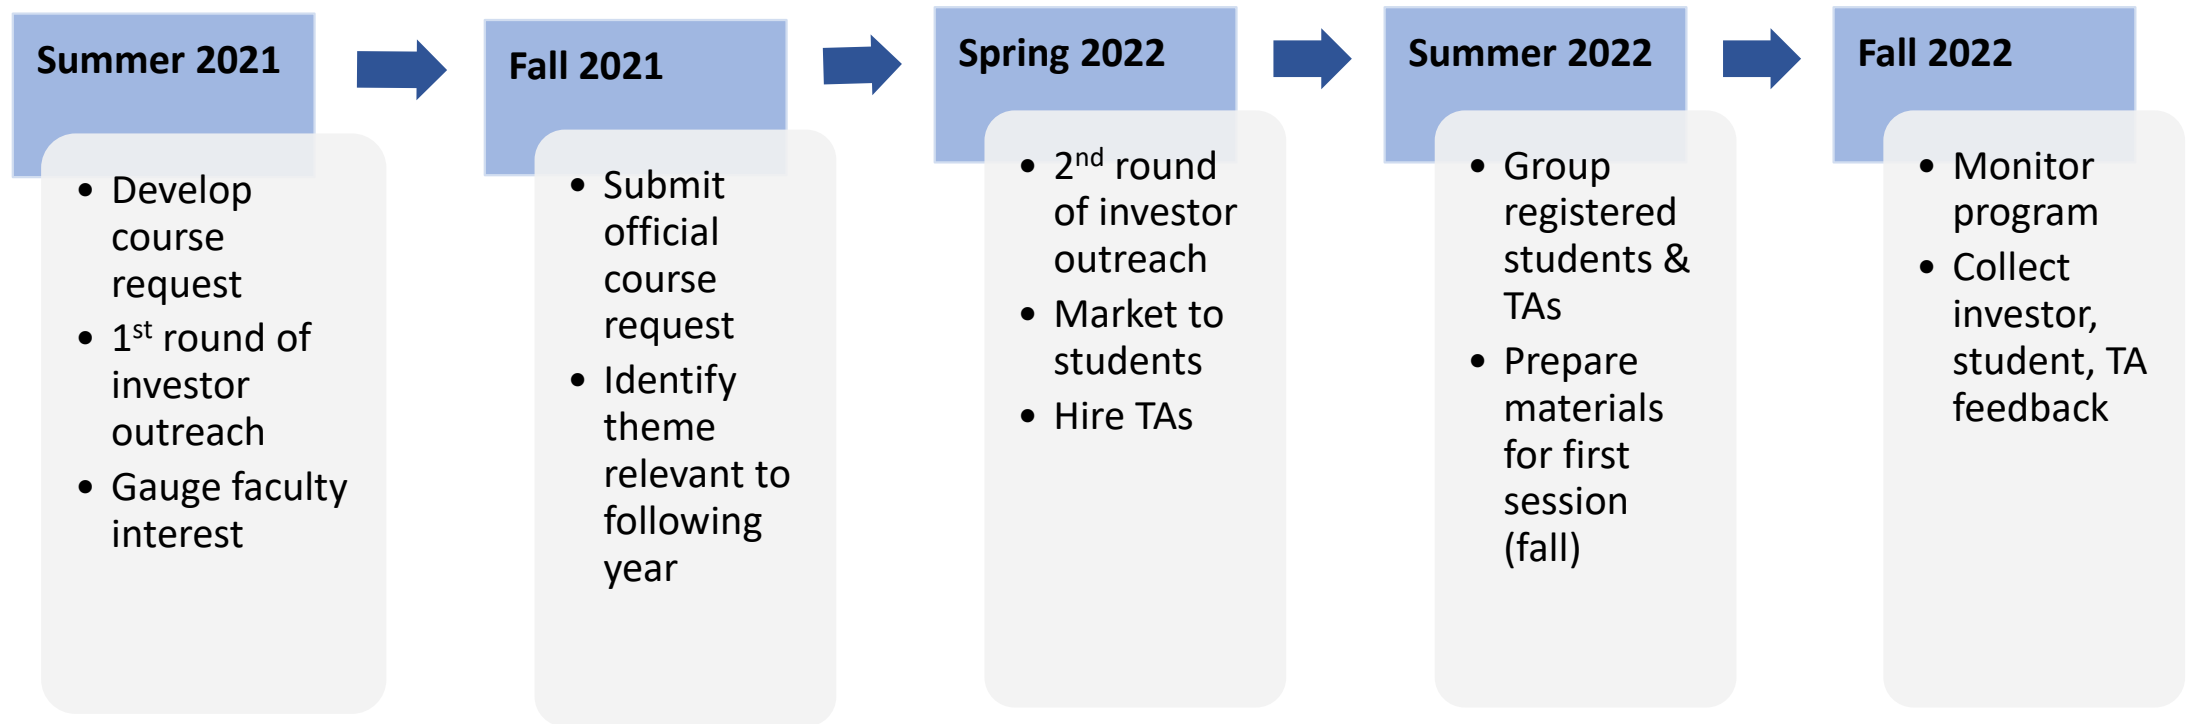 Summer 2021
• Develop
course
request
• 1st round of
investor
outreach
• Gauge faculty
interest
Fall 2021
• Submit
official
course
request
• Identify
theme
relevant to
following
year
Spring 2022
• 2nd round
of investor
outreach
• Market to
students
• Hire TAs
Summer 2022
• Group
registered
students &
TAs
• Prepare
materials
for first
session
(fall)
Fall 2022
• Monitor
program
• Collect
investor,
student, TA
feedback